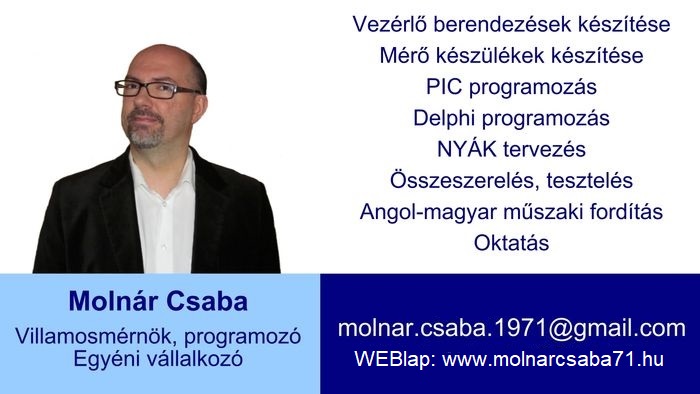 Vezérlő berendezések készítése
Mérő készülékek készítése
PIC programozás
Delphi programozás
NYÁK tervezés
Összeszerelés, tesztelés
Angol-magyar műszaki fordítás
Oktatás
Molnár Csaba
Villamosmérnök, programozó
Egyéni vállalkozó
molnar.csaba.1971@gmail.com
WEBlap: www.molnarcsaba71.hu